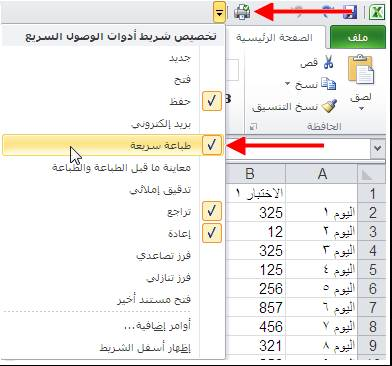 تخصيص شريط أدوات الوصول السريع
جديد
فتح
حفظ
بريد إلكتروني
طباعة سريعة
معاينة ما قبل الطباعة والطباعة
تدقيق إملائي
تراجع
إعادة
فرز تصاعدي
فرز تنازلي
فتح مستند أخير
أوامر إضافية...
إظهار أسفل الشريط
ملف
الصفحة الرئيسية
لصق
قص
نسخ
نسخ التنسيق
الحافظة
A B
1 الاختبار ١
2 اليوم ١ 325
3 اليوم ٢ 12
4 اليوم ٣ 325
5 اليوم ٤ 125
6 اليوم ٥ 256
7 اليوم ٦ 857
8 اليوم ٧ 456
9 اليوم ٨ 321